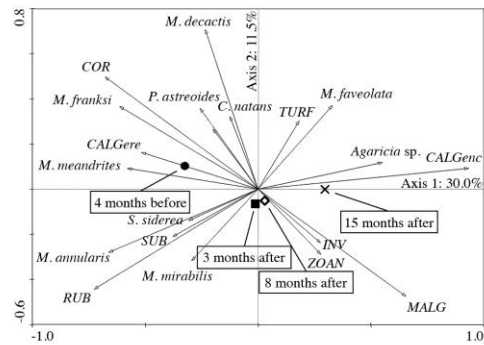 0.8
M. decactis
Axis 2: 11.5%
COR
M. franksi
P. astreoides
C. natans
TURF
M. faveolata
CALGere
Agaricia sp.
CALGenc
M. meandrites
Axis 1: 30.0%
4 months before
15 months after
S. siderea
SUB
3 months after
INV
ZOAN
M. annularis
M. mirabilis
8 months after
RUB
MALG
-0.6
-1.0
1.0